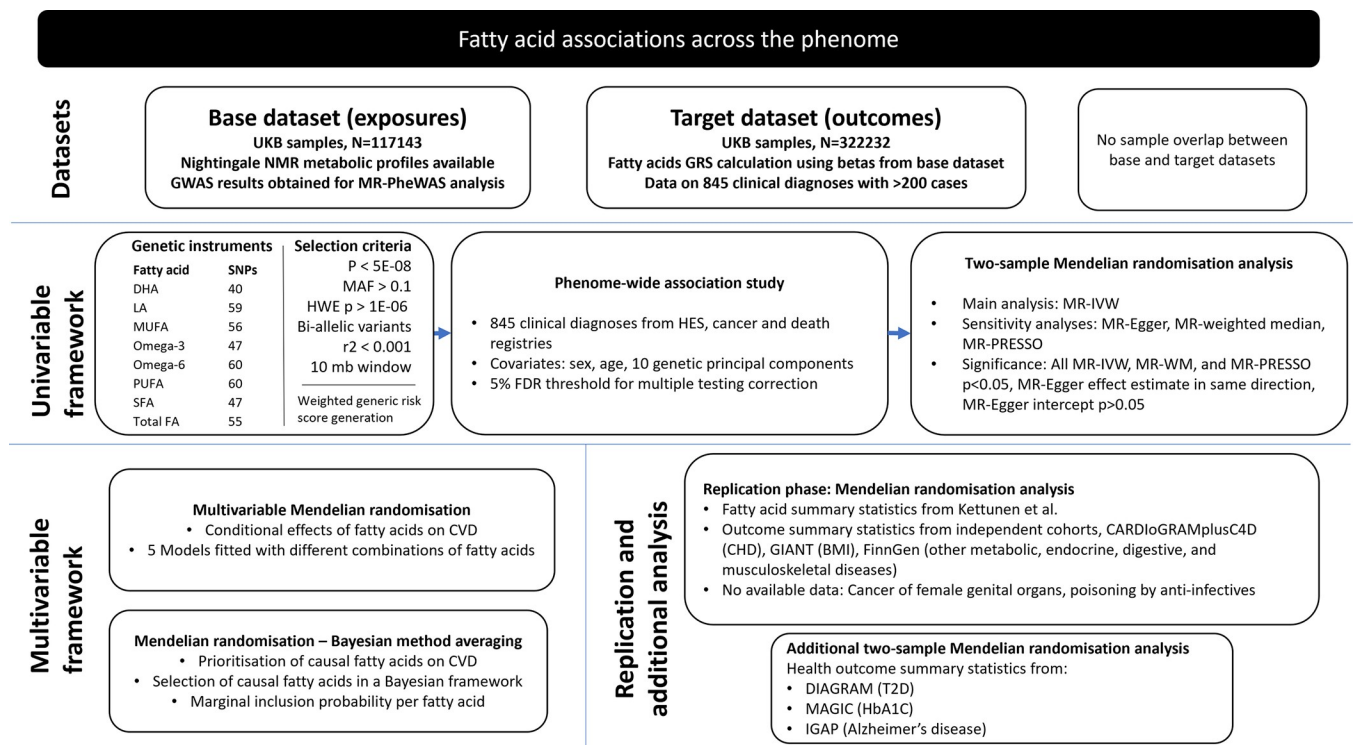 Fatty acid associations across the phenome
Datasets
Base dataset (exposures)
UKB samples, N=117143
Nightingale NMR metabolic profiles available
GWAS results obtained for MR-PheWAS analysis
Target dataset (outcomes)
UKB samples, N=322232
Fatty acids GRS calculation using betas from base dataset
Data on 845 clinical diagnoses with >200 cases
No sample overlap between
base and target datasets
Univariable
framework
Genetic instruments
Fatty acid SNPs
DHA 40
LA 59
MUFA 56
Omega-3 47
Omega-6 60
PUFA 60
SFA 47
Total FA 55
Selection criteria
P < 5E-08
MAF > 0.1
HWE p > 1E-06
Bi-allelic variants
r2 < 0.001
10 mb window
Weighted generic risk
score generation
Phenome-wide association study
• 845 clinical diagnoses from HES, cancer and death
registries
• Covariates: sex, age, 10 genetic principal components
• 5% FDR threshold for multiple testing correction
Two-sample Mendelian randomisation analysis
• Main analysis: MR-IVW
• Sensitivity analyses: MR-Egger, MR-weighted median,
MR-PRESSO
• Significance: All MR-IVW, MR-WM, and MR-PRESSO
p<0.05, MR-Egger effect estimate in same direction,
MR-Egger intercept p>0.05
Multivariable
framework
Multivariable Mendelian randomisation
• Conditional effects of fatty acids on CVD
• 5 Models fitted with different combinations of fatty acids
Mendelian randomisation – Bayesian method averaging
• Prioritisation of causal fatty acids on CVD
• Selection of causal fatty acids in a Bayesian framework
• Marginal inclusion probability per fatty acid
Replication and
additional analysis
Replication phase: Mendelian randomisation analysis
• Fatty acid summary statistics from Kettunen et al.
• Outcome summary statistics from independent cohorts, CARDIoGRAMplusC4D
(CHD), GIANT (BMI), FinnGen (other metabolic, endocrine, digestive, and
musculoskeletal diseases)
• No available data: Cancer of female genital organs, poisoning by anti-infectives
Additional two-sample Mendelian randomisation analysis
Health outcome summary statistics from:
• DIAGRAM (T2D)
• MAGIC (HbA1C)
• IGAP (Alzheimer's disease)